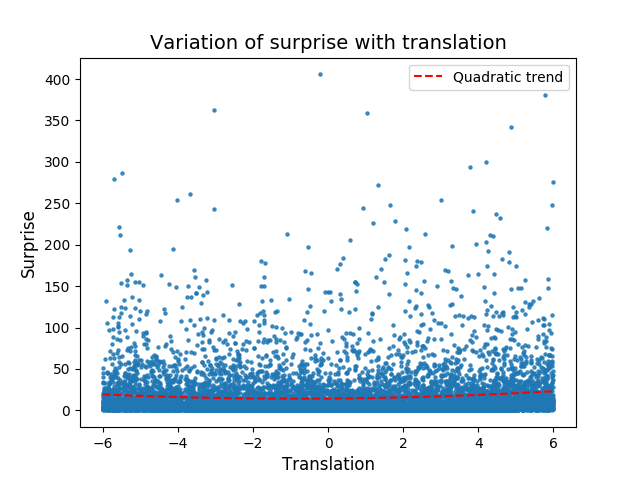 Variation of surprise with translation
Quadratic trend
400
350
300
250
200
150
100
50
0
Surprise
−6 −4 −2 0 2 4 6
Translation